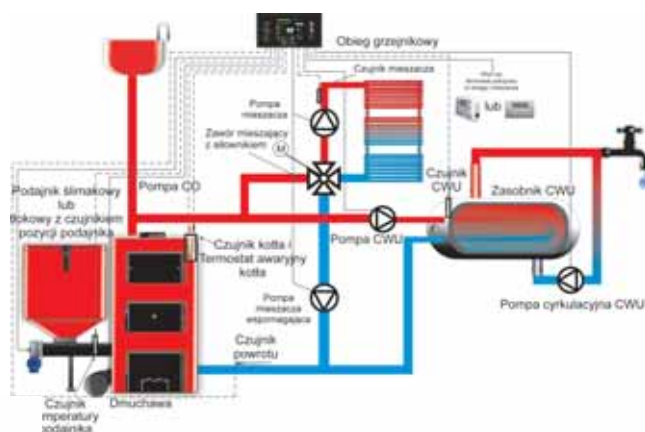 Obieg grzejnikowy
Czujnik mieszacza
lub
Pompa
mieszacza
Zawór mieszający
z siłownikiem
M
Pompa CO
Podajnik ślimakowy
lub
tłokowy z czujnikiem
pozycji podajnika
Czujnik
CWU
Zasobnik CWU
Pompa CWU
Czujnik kotła i
Termostat awaryjny
kotła
Pompa
mieszacza
wspomagająca
Pompa cyrkulacyjna CWU
Czujnik
powrotu
Dmuchawa
Czujnik
temperatury
podajnika